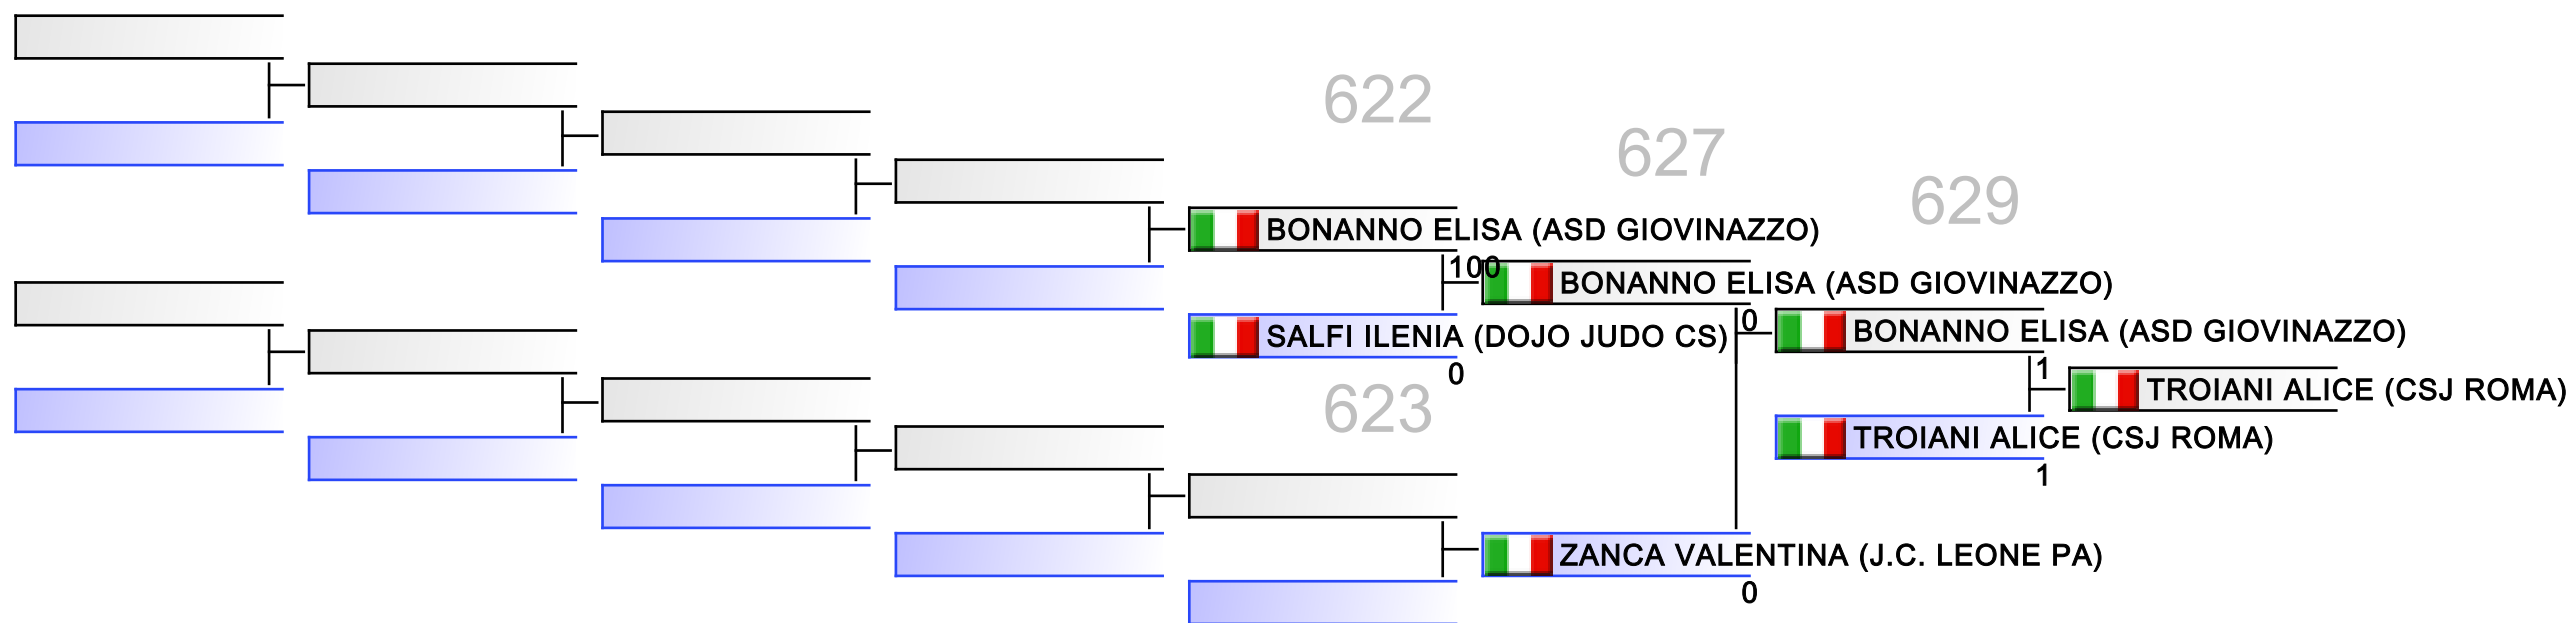 622
627
629
BONANNO ELISA (ASD GIOVINAZZO)
100
BONANNO ELISA (ASD GIOVINAZZO)
SALFI ILENIA (DOJO JUDO CS)
0
0
BONANNO ELISA (ASD GIOVINAZZO)
1
TROIANI ALICE (CSJ ROMA)
623
TROIANI ALICE (CSJ ROMA)
1
ZANCA VALENTINA (J.C. LEONE PA)
0